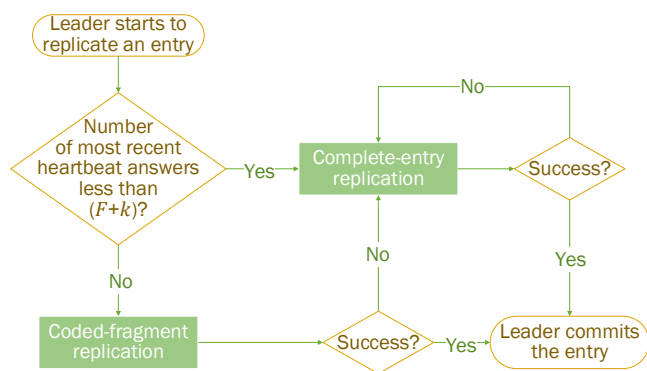 Leader starts to
replicate an entry
No
Number
of most recent
heartbeat answers
less than
(F+k)?
Yes
Complete-entry
replication
Success?
No
No
Yes
Coded-fragment
replication
Success?
Yes
Leader commits
the entry